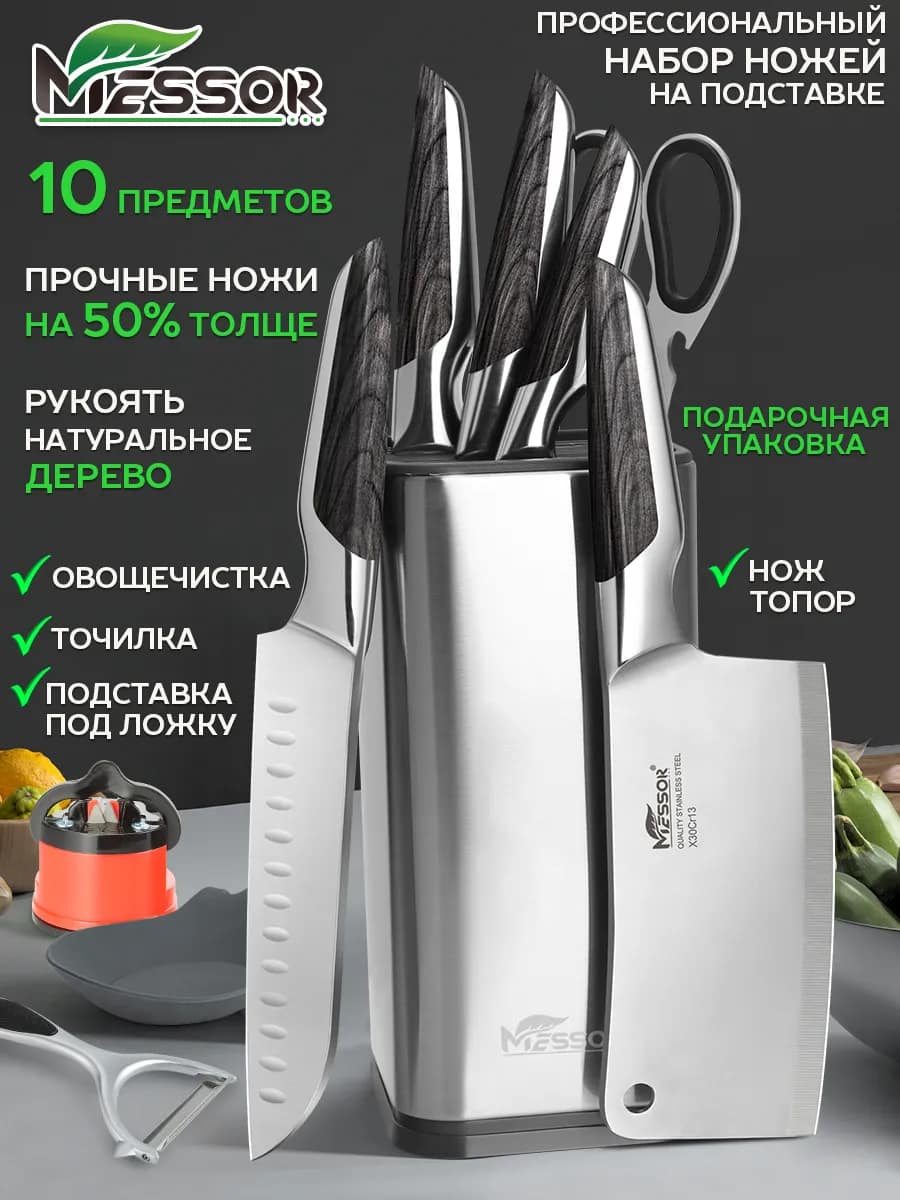 MESSOR
ПРОФЕССИОНАЛЬНЫЙ
НАБОР НОЖЕЙ
НА ПОДСТАВКЕ
10 ПРЕДМЕТОВ
ПРОЧНЫЕ НОЖИ
НА 50% ТОЛЩЕ
РУКОЯТЬ
НАТУРАЛЬНОЕ
ДЕРЕВО
ПОДАРОЧНАЯ
УПАКОВКА
ОВОЩЕЧИСТКА
ТОЧИЛКА
ПОДСТАВКА
ПОД ЛОЖКУ
НОЖ
ТОПОР
MESSOR®
QUALITY STAINLESS STEEL
X30Cr13
MESSO